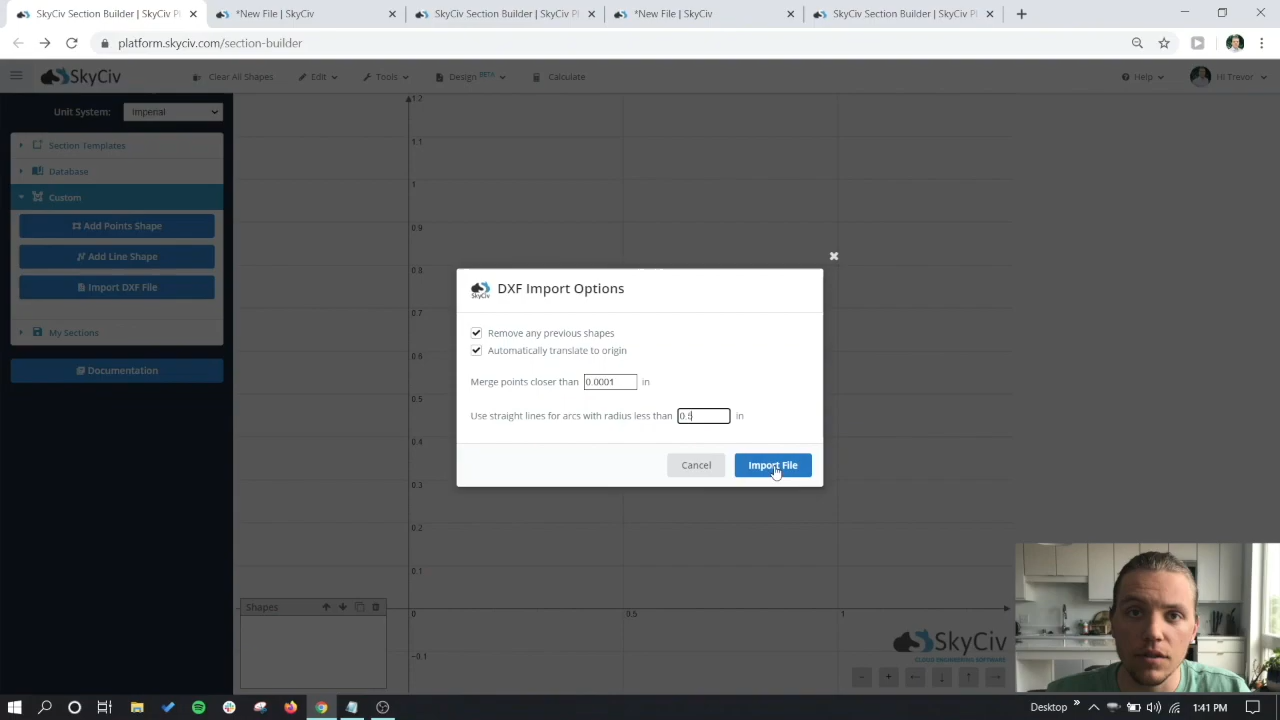 SkyCiv Section Builder | SkyCiv Pl
*New File | SkyCiv
SkyCiv Section Builder | SkyCiv Pl
*New File | SkyCiv
SkyCiv Section Builder | SkyCiv Pl
platform.skyciv.com/section-builder
SkyCiv
Clear All Shapes
Edit
Tools
Design BETA
Calculate
Help
Hi Trevor
Unit System:
Imperial
Section Templates
Database
Custom
Add Points Shape
Add Line Shape
Import DXF File
My Sections
Documentation
1.2
1.1
1
0.9
0.8
0.7
0.6
0.5
0.4
0.3
0.2
0.1
0
0.5
1
−0.1
DXF Import Options
SkyCiv
Remove any previous shapes
Automatically translate to origin
Merge points closer than 0.0001 in
Use straight lines for arcs with radius less than 0.5 in
Cancel
Import File
Shapes
SkyCiv
CLOUD ENGINEERING SOFTWARE
Desktop
1:41 PM